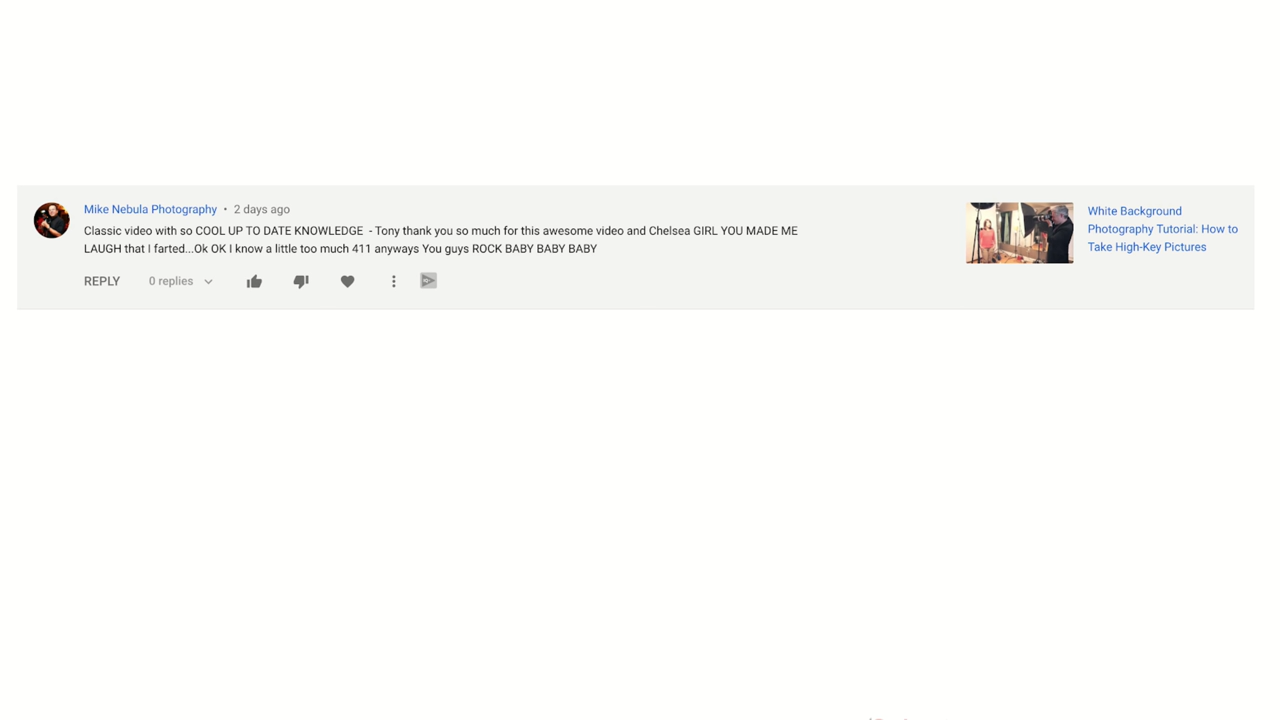 Mike Nebula Photography • 2 days ago
Classic video with so COOL UP TO DATE KNOWLEDGE - Tony thank you so much for this awesome video and Chelsea GIRL YOU MADE ME
LAUGH that I farted...Ok OK I know a little too much 411 anyways You guys ROCK BABY BABY BABY
REPLY 0 replies
White Background
Photography Tutorial: How to
Take High-Key Pictures